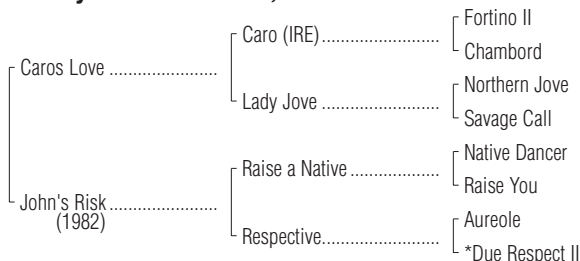 Fortino II
Caro (IRE)
Chambord
Caros Love
Northern Jove
Lady Jove
Savage Call
Native Dancer
Raise a Native
Raise You
John's Risk
(1982)
Aureole
Respective
*Due Respect II